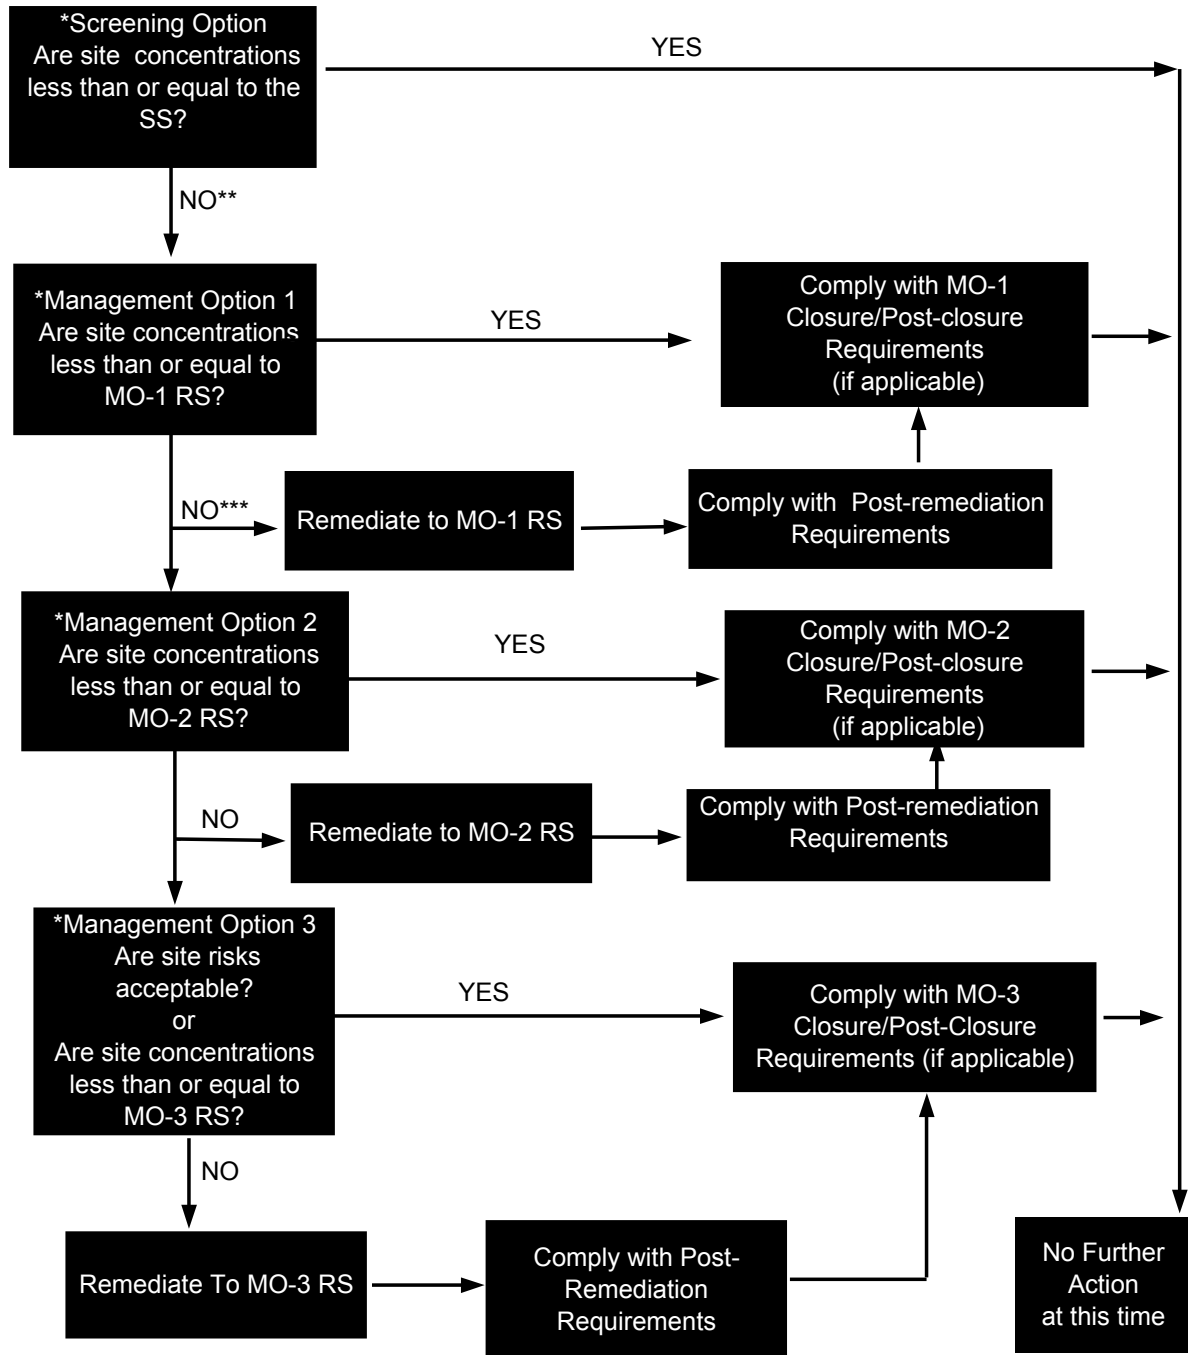 *Screening Option
Are site concentrations
less than or equal to the
SS?
YES
NO**
*Management Option 1
Are site concentrations
less than or equal to
MO-1 RS?
YES
Comply with MO-1
Closure/Post-closure
Requirements
(if applicable)
NO***
Remediate to MO-1 RS
Comply with Post-remediation
Requirements
*Management Option 2
Are site concentrations
less than or equal to
MO-2 RS?
YES
Comply with MO-2
Closure/Post-closure
Requirements
(if applicable)
NO
Remediate to MO-2 RS
Comply with Post-remediation
Requirements
*Management Option 3
Are site risks
acceptable?
or
Are site concentrations
less than or equal to
MO-3 RS?
YES
Comply with MO-3
Closure/Post-Closure
Requirements (if applicable)
NO
Remediate To MO-3 RS
Comply with Post-
Remediation
Requirements
No Further
Action
at this time